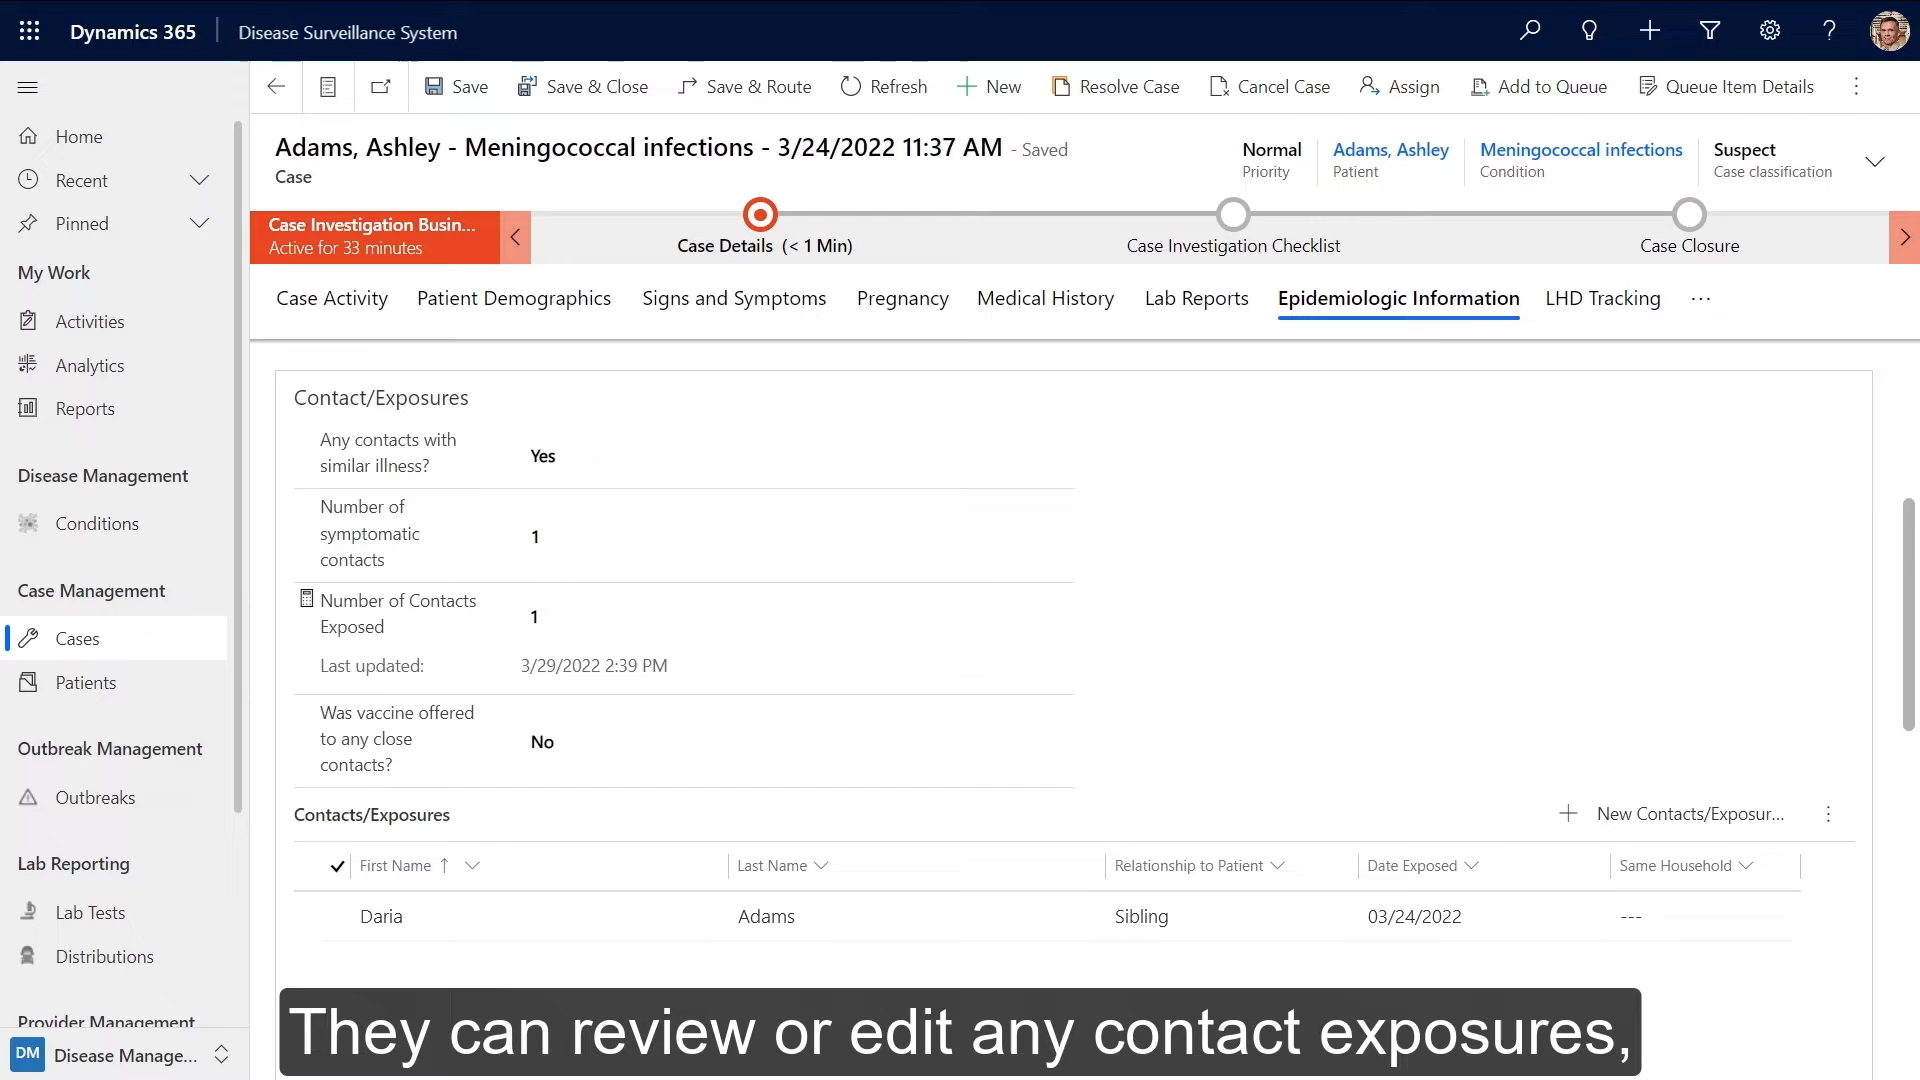 Dynamics 365
Disease Surveillance System
Save
Save & Close
Save & Route
Refresh
New
Resolve Case
Cancel Case
Assign
Add to Queue
Queue Item Details
Home
Recent
Pinned
My Work
Activities
Analytics
Reports
Disease Management
Conditions
Case Management
Cases
Patients
Outbreak Management
Outbreaks
Lab Reporting
Lab Tests
Distributions
Provider Management
DM Disease Manage...
Adams, Ashley - Meningococcal infections - 3/24/2022 11:37 AM - Saved
Case
Normal
Priority
Adams, Ashley
Patient
Meningococcal infections
Condition
Suspect
Case classification
Case Investigation Busin...
Active for 33 minutes
Case Details (< 1 Min)
Case Investigation Checklist
Case Closure
Case Activity
Patient Demographics
Signs and Symptoms
Pregnancy
Medical History
Lab Reports
Epidemiologic Information
LHD Tracking
Contact/Exposures
Any contacts with
similar illness?
Yes
Number of
symptomatic
contacts
1
Number of Contacts
Exposed
1
Last updated:
3/29/2022 2:39 PM
Was vaccine offered
to any close
contacts?
No
Contacts/Exposures
New Contacts/Exposur...
First Name
Last Name
Relationship to Patient
Date Exposed
Same Household
Daria
Adams
Sibling
03/24/2022
---
They can review or edit any contact exposures,